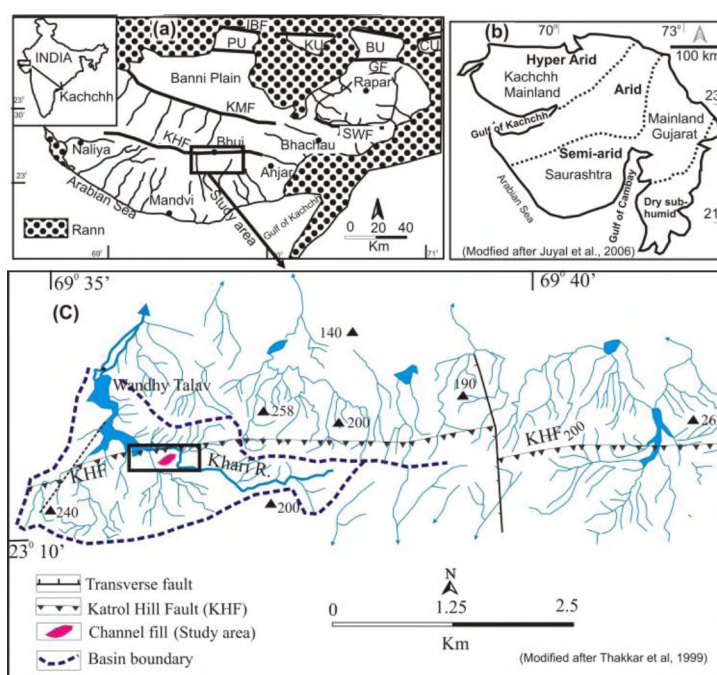 (a)
INDIA
Kachchh
IBF
PU
KU
BU
CU
GF
Banni Plain
Rapar
KMF
SWF
KHF
Bhuj
Bhachau
Naliya
Anjar
Mandvi
Study area
Arabian Sea
Gulf of Kachchh
Rann
23° 30
23°
69°
71°
0 20 40
Km
(b)
70°
73°
100 km
Hyper Arid
Kachchh
Mainland
Arid
Gulf of Kachchh
Mainland
Gujarat
Semi-arid
Saurashtra
Arabian Sea
Gulf of Cambay
Dry sub-
humid
23
21
(Modfied after Juyal et al., 2006)
(C)
69° 35'
69° 40'
140
Wandhy Talav
190
258
200
KHF
200
26
KHF
Khari R.
240
200
23° 10'
Transverse fault
Katrol Hill Fault (KHF)
Channel fill (Study area)
Basin boundary
N
0 1.25 2.5
Km
(Modified after Thakkar et al, 1999)